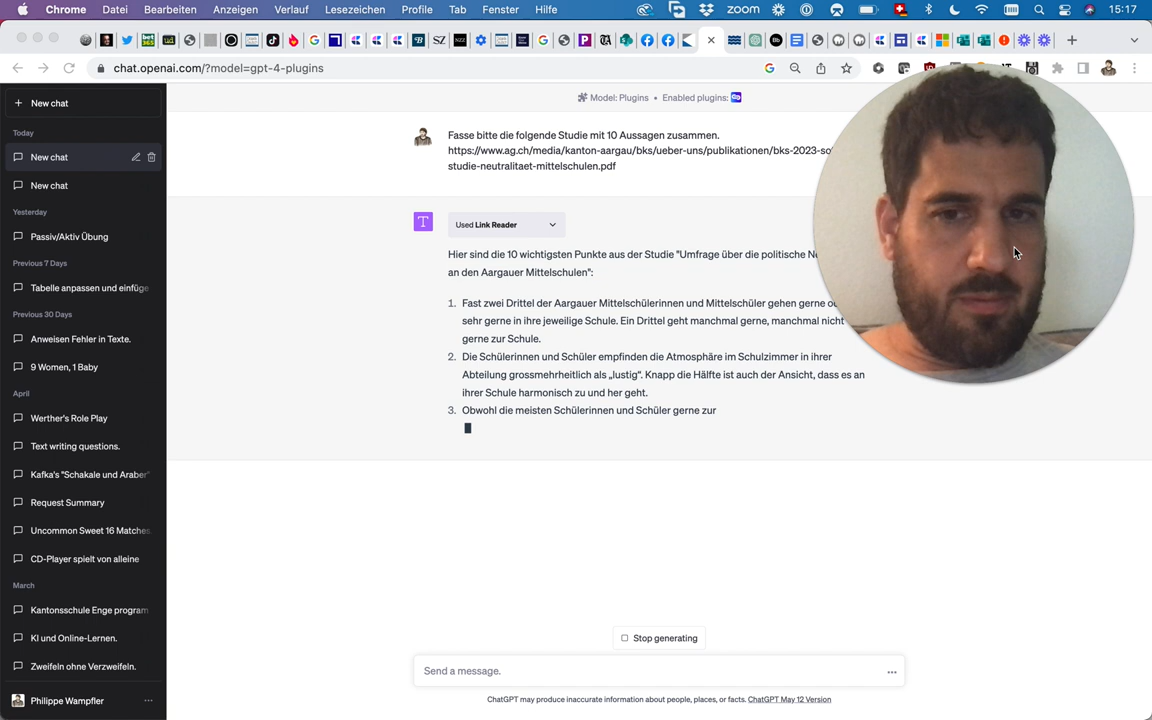 Chrome Datei Bearbeiten Anzeigen Verlauf Lesezeichen Profile Tab Fenster Hilfe zoom 15:17
chat.openai.com/?model=gpt-4-plugins
+ New chat
Model: Plugins • Enabled plugins:
Today
New chat
New chat
Yesterday
Passiv/Aktiv Übung
Previous 7 Days
Tabelle anpassen und einfüge
Previous 30 Days
Anweisen Fehler in Texte.
9 Women, 1 Baby
April
Werther's Role Play
Text writing questions.
Kafka's "Schakale und Araber"
Request Summary
Uncommon Sweet 16 Matches.
CD-Player spielt von alleine
March
Kantonsschule Enge program
KI und Online-Lernen.
Zweifeln ohne Verzweifeln.
Philippe Wampfler
Fasse bitte die folgende Studie mit 10 Aussagen zusammen.
https://www.ag.ch/media/kanton-aargau/bks/ueber-uns/publikationen/bks-2023-so
studie-neutralitaet-mittelschulen.pdf
T
Used Link Reader
Hier sind die 10 wichtigsten Punkte aus der Studie "Umfrage über die politische Ne
an den Aargauer Mittelschulen":
1. Fast zwei Drittel der Aargauer Mittelschülerinnen und Mittelschüler gehen gerne
sehr gerne in ihre jeweilige Schule. Ein Drittel geht manchmal gerne, manchmal nicht
gerne zur Schule.
2. Die Schülerinnen und Schüler empfinden die Atmosphäre im Schulzimmer in ihrer
Abteilung grossmehrheitlich als „lustig“. Knapp die Hälfte ist auch der Ansicht, dass es an
ihrer Schule harmonisch zu und her geht.
3. Obwohl die meisten Schülerinnen und Schüler gerne zur
Stop generating
Send a message.
ChatGPT may produce inaccurate information about people, places, or facts. ChatGPT May 12 Version